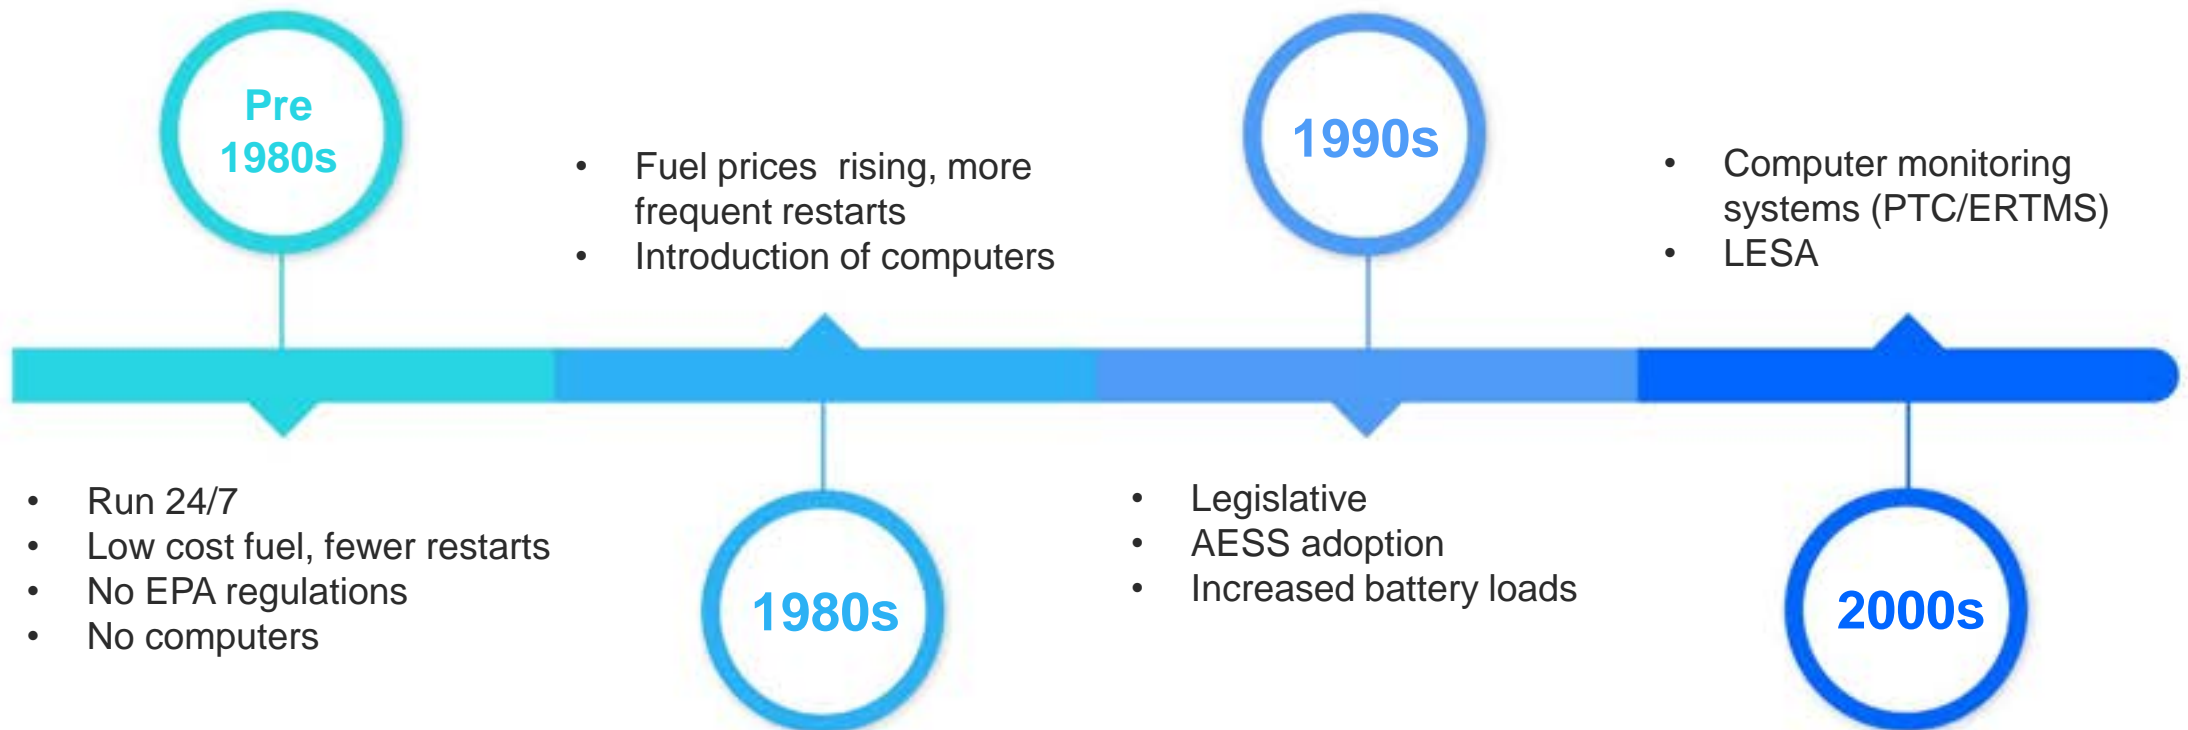 Pre
1980s
• Run 24/7
• Low cost fuel, fewer restarts
• No EPA regulations
• No computers
• Fuel prices  rising, more
frequent restarts
• Introduction of computers
1980s
1990s
• Legislative
• AESS adoption
• Increased battery loads
• Computer monitoring
systems (PTC/ERTMS)
• LESA
2000s